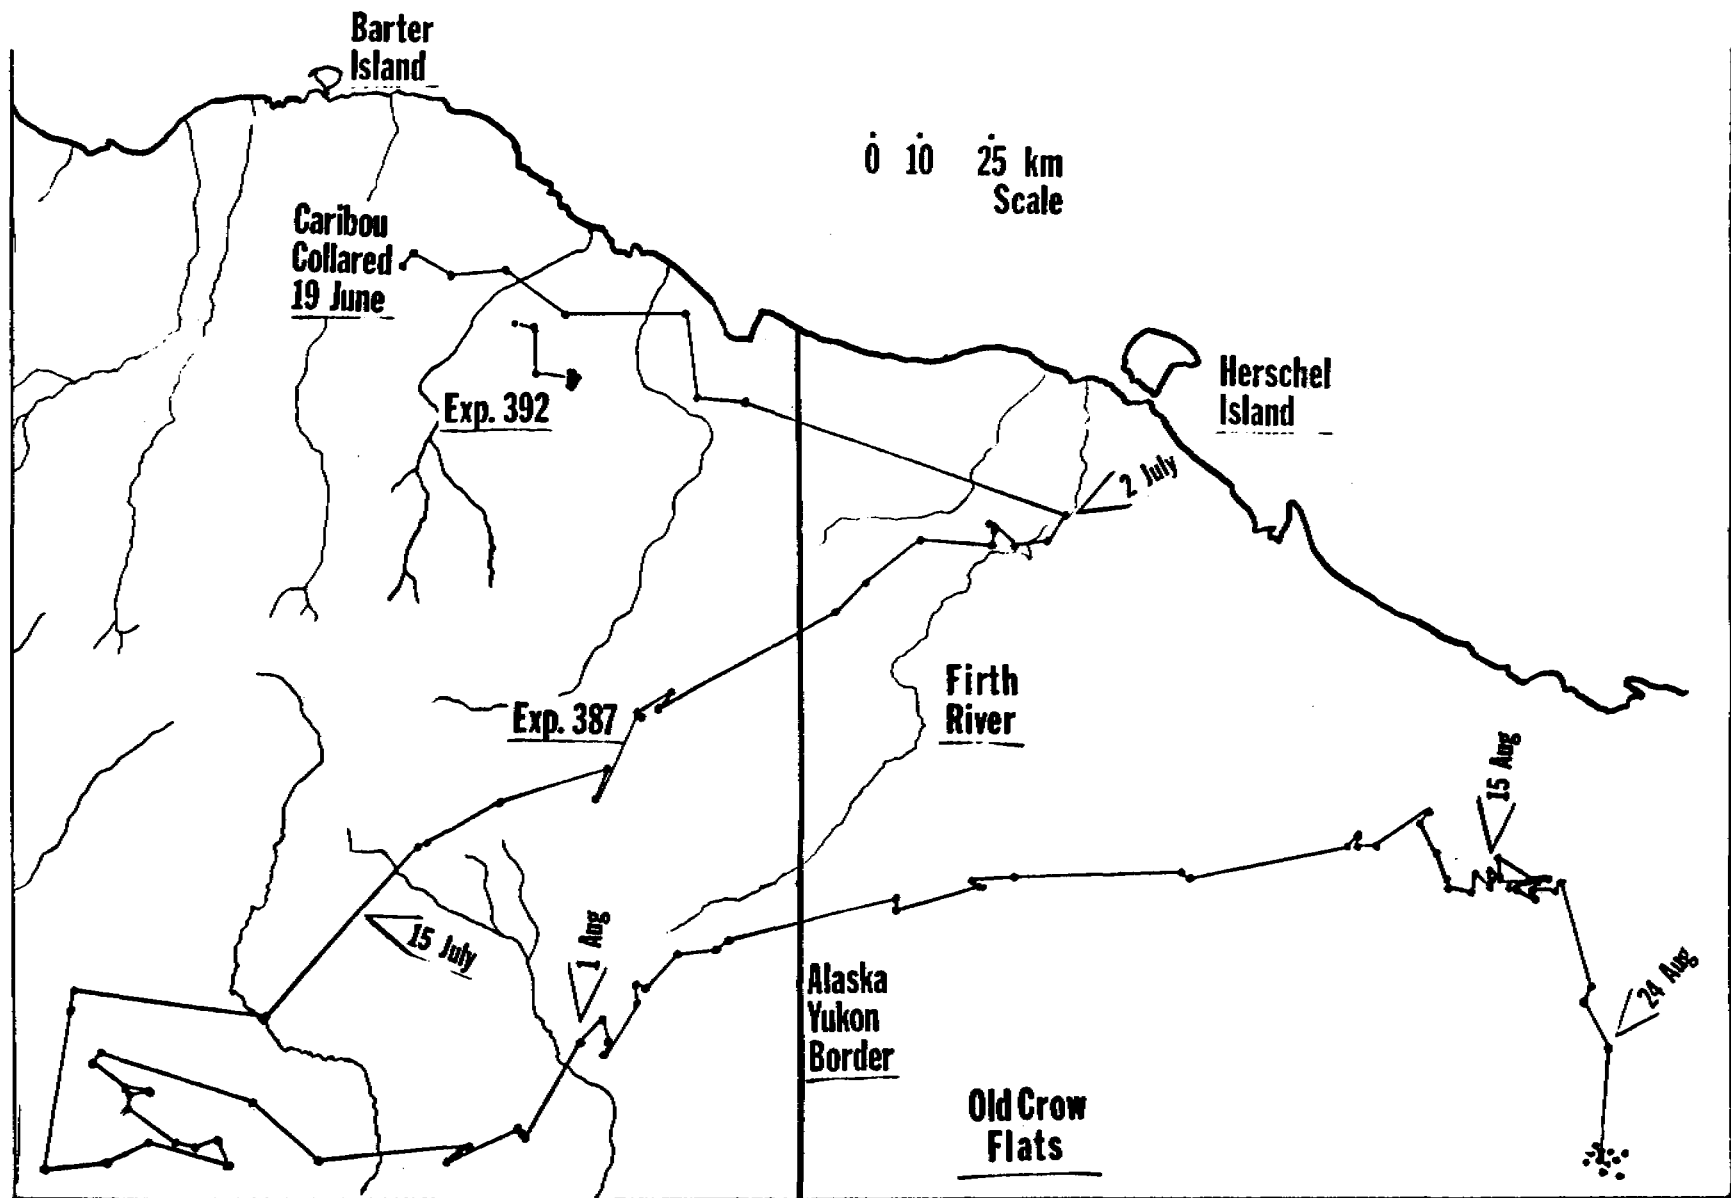 Barter
Island
0 10 25 km
Scale
Caribou
Collared
19 June
Herschel
Island
Exp. 392
2 July
Firth
River
Exp. 387
15 Aug
15 July
1 Aug
24 Aug
Alaska
Yukon
Border
Old Crow
Flats